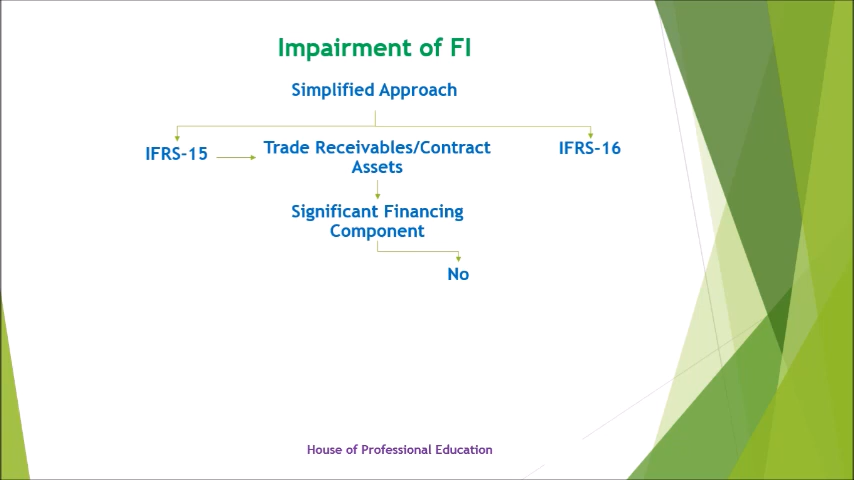 Impairment of FI
Simplified Approach
IFRS-15
Trade Receivables/Contract
Assets
IFRS-16
Significant Financing
Component
No
House of Professional Education